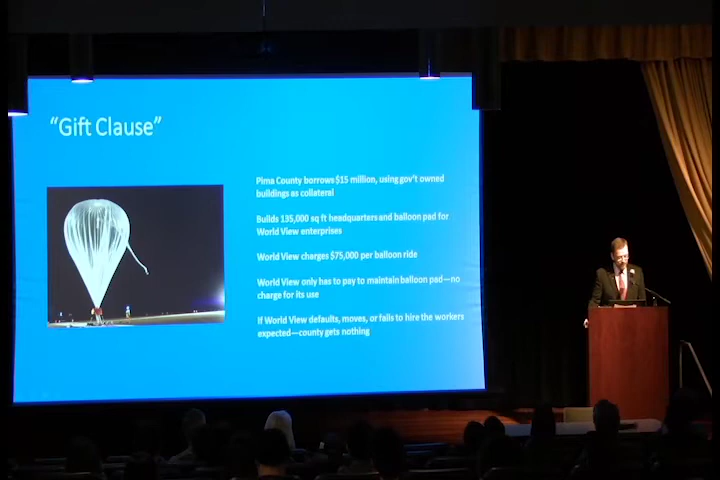 “Gift Clause”
Pima County borrows $15 million, using gov't owned
buildings as collateral
Builds 135,000 sq ft headquarters and balloon pad for
World View enterprises
World View charges $75,000 per balloon ride
World View only has to pay to maintain balloon pad—no
charge for its use
If World View defaults, moves, or fails to hire the workers
expected—county gets nothing